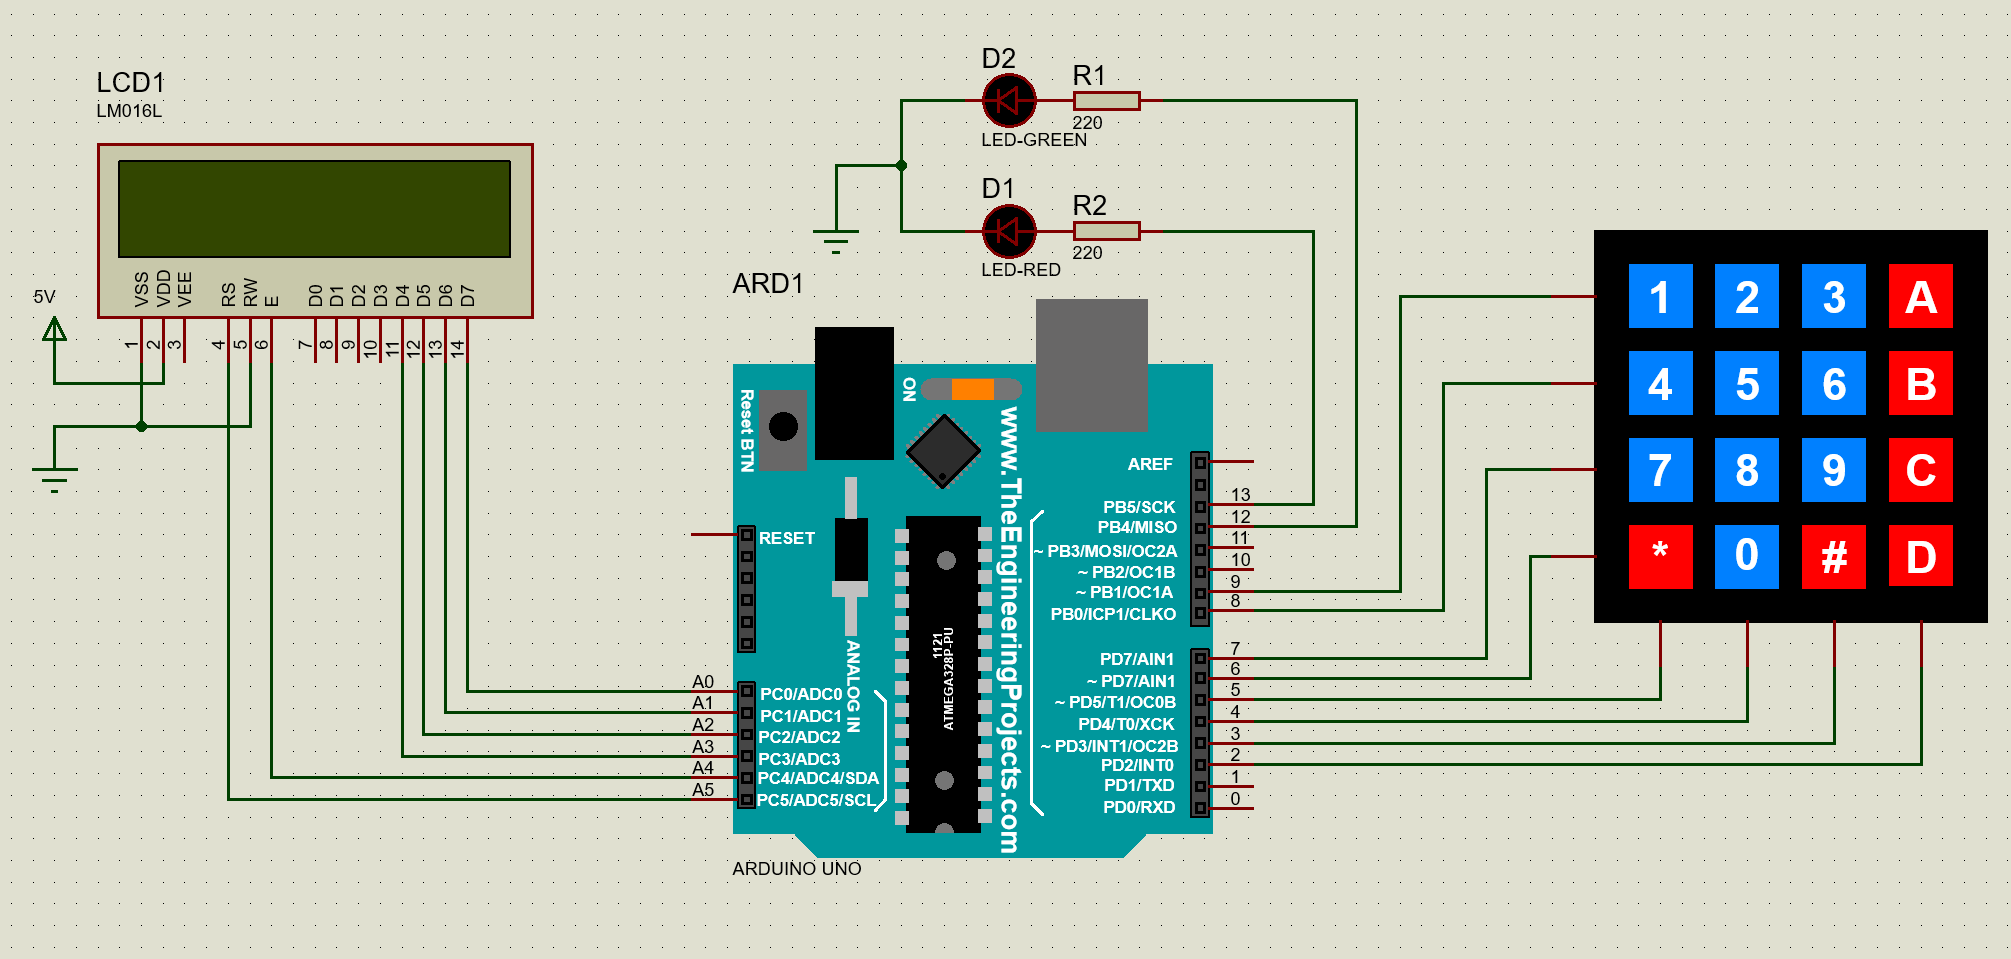 LCD1
LM016L
VSS
VDD
VEE
RS
RW
E
D0
D1
D2
D3
D4
D5
D6
D7
1
2
3
4
5
6
7
8
9
10
11
12
13
14
5V
D2
LED-GREEN
R1
220
D1
LED-RED
R2
220
ARD1
Reset BTN
ON
www.TheEngineeringProjects.com
RESET
ANALOG IN
1121
ATMEGA328P-PU
A0 PC0/ADC0
A1 PC1/ADC1
A2 PC2/ADC2
A3 PC3/ADC3
A4 PC4/ADC4/SDA
A5 PC5/ADC5/SCL
AREF
PB5/SCK 13
PB4/MISO 12
~ PB3/MOSI/OC2A 11
~ PB2/OC1B 10
~ PB1/OC1A 9
PB0/ICP1/CLKO 8
PD7/AIN1 7
~ PD7/AIN1 6
~ PD5/T1/OC0B 5
PD4/T0/XCK 4
~ PD3/INT1/OC2B 3
PD2/INT0 2
PD1/TXD 1
PD0/RXD 0
ARDUINO UNO
1 2 3 A
4 5 6 B
7 8 9 C
* 0 # D